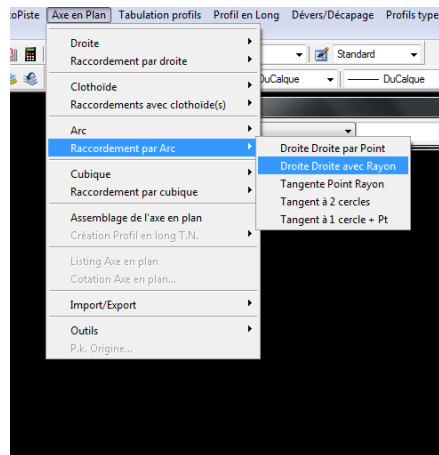 oPiste Axe en Plan Tabulation profils Profil en Long Dévers/Décapage Profils type
Droite
Raccordement par droite
Standard
Clothoïde
DuCalque DuCalque
Raccordements avec clothoïde(s)
Arc
Raccordement par Arc
Droite Droite par Point
Droite Droite avec Rayon
Tangente Point Rayon
Tangent à 2 cercles
Tangent à 1 cercle + Pt
Cubique
Raccordement par cubique
Assemblage de l'axe en plan
Création Profil en long T.N.
Listing Axe en plan
Cotation Axe en plan...
Import/Export
Outils
P.k. Origine...